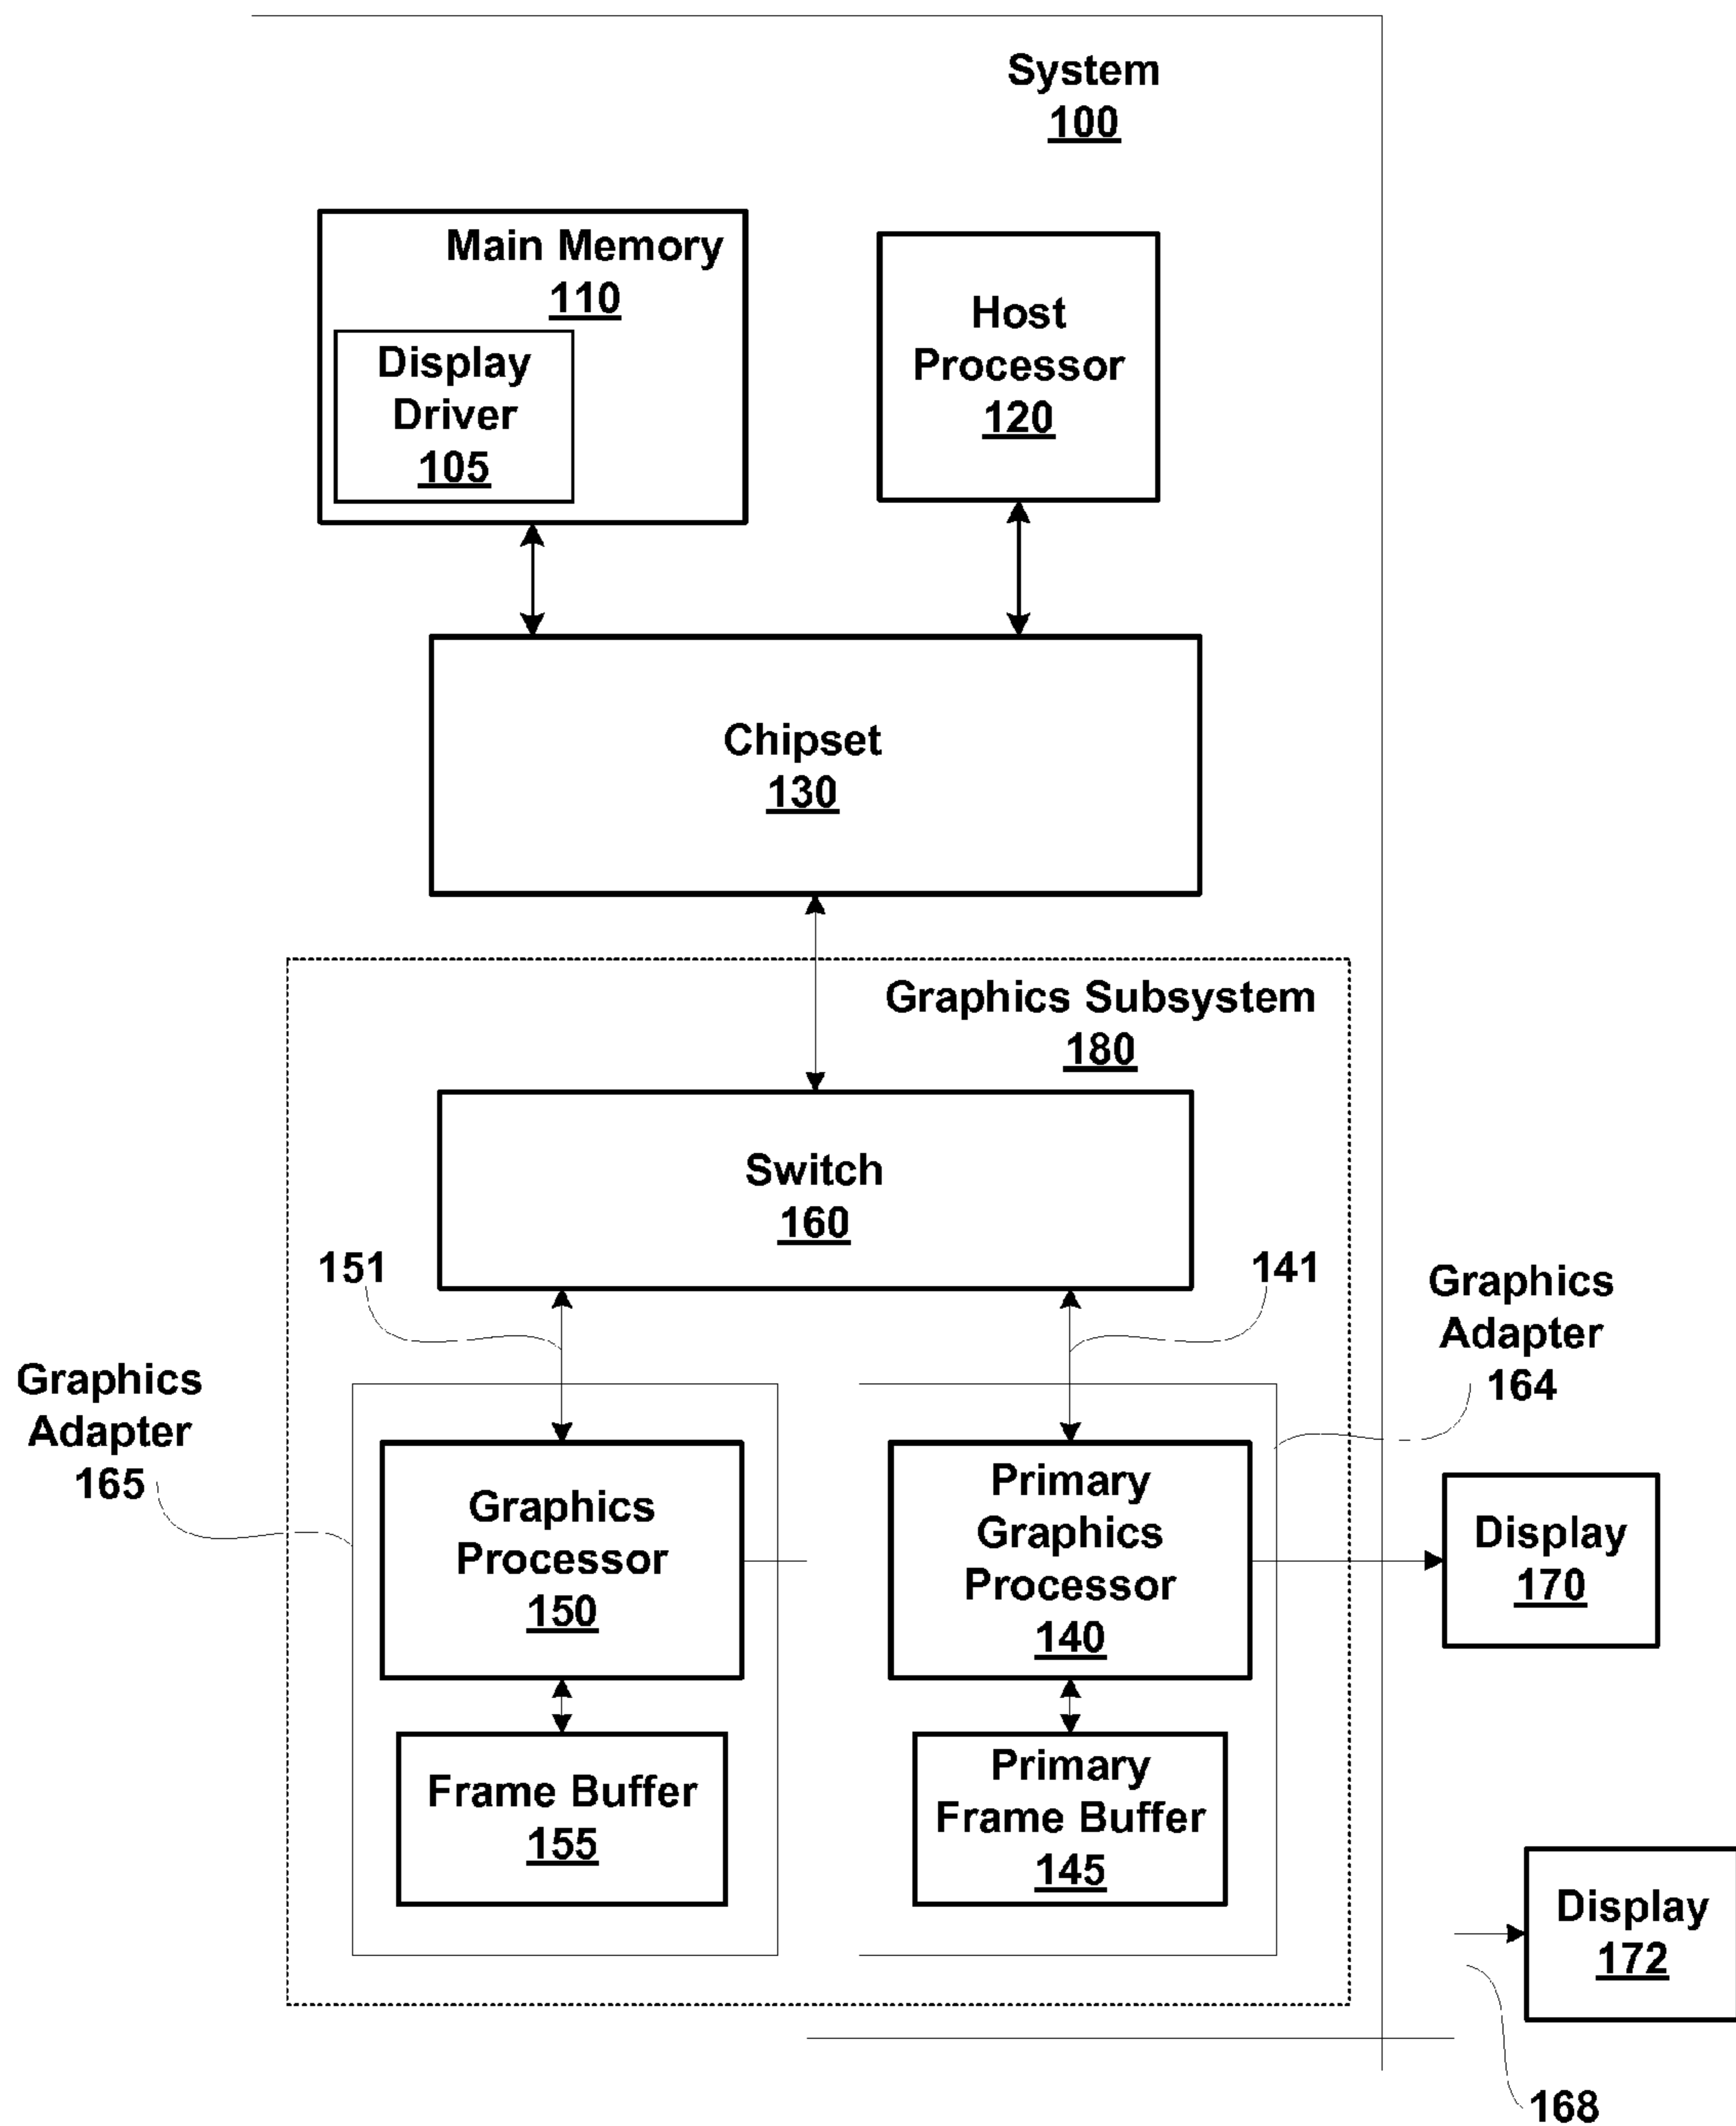 System
100
Main Memory
110
Display
Driver
105
Host
Processor
120
Chipset
130
Graphics Subsystem
180
Switch
160
151
141
Graphics
Adapter
164
Graphics
Adapter
165
Graphics
Processor
150
Primary
Graphics
Processor
140
Display
170
Frame Buffer
155
Primary
Frame Buffer
145
Display
172
168